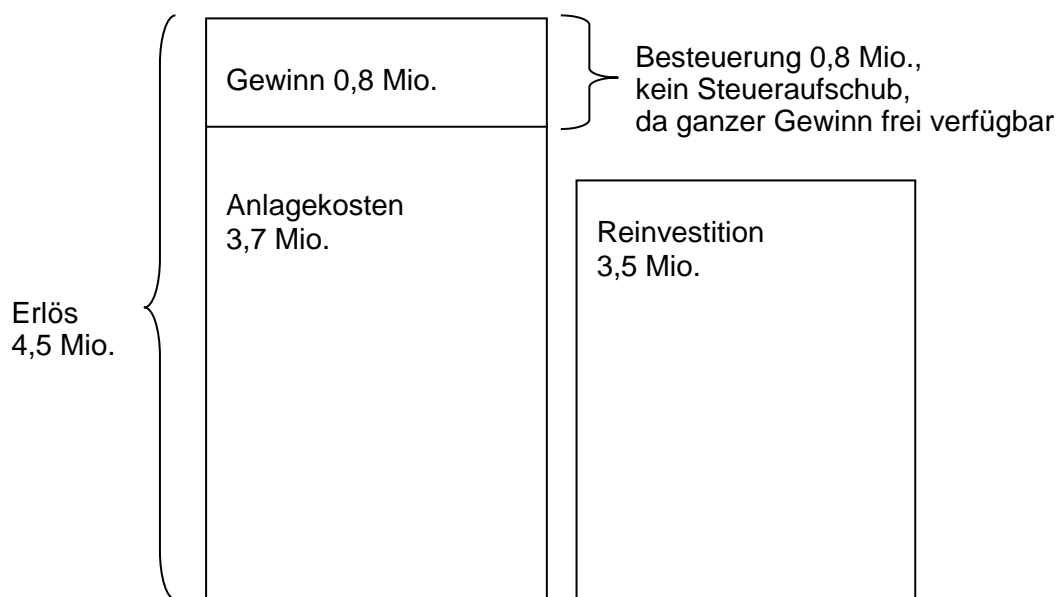 Gewinn 0,8 Mio.
Besteuerung 0,8 Mio.,
kein Steueraufschub,
da ganzer Gewinn frei verfügbar
Anlagekosten
3,7 Mio.
Reinvestition
3,5 Mio.
Erlös
4,5 Mio.